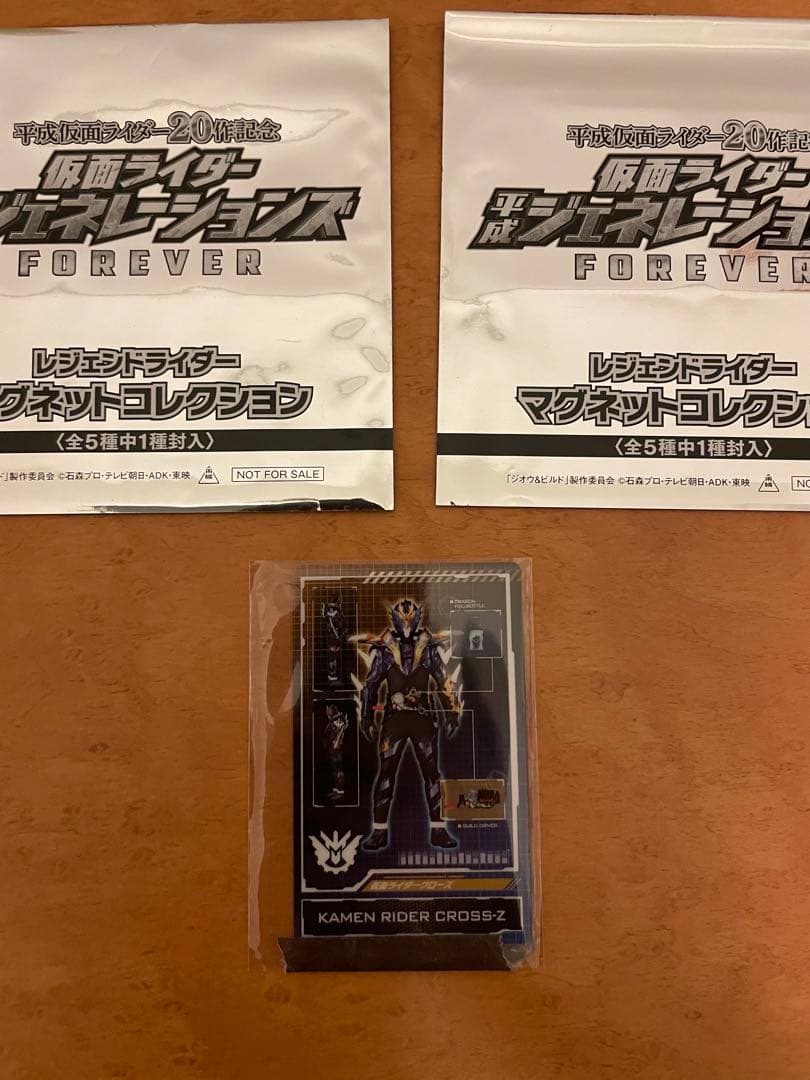 平成仮面ライダー20作記念
仮面ライダー
ジェネレーションズ
FOREVER
レジェンドライダー
グネットコレクション
〈全5種中1種封入〉
ド」製作委員会 ©石森プロ・テレビ朝日・ADK・東映
NOT FOR SALE
平成仮面ライダー20作記
仮面ライダー
平成ジェネレーショ
FOREVER
レジェンドライダー
マグネットコレクシ
〈全5種中1種封入〉
「ジオウ&ビルド」製作委員会 ©石森プロ・テレビ朝日・ADK・東映
NO
DRAGON
FULLBOTTLE
BUILD DRIVER
仮面ライダークローズ
KAMEN RIDER CROSS-Z